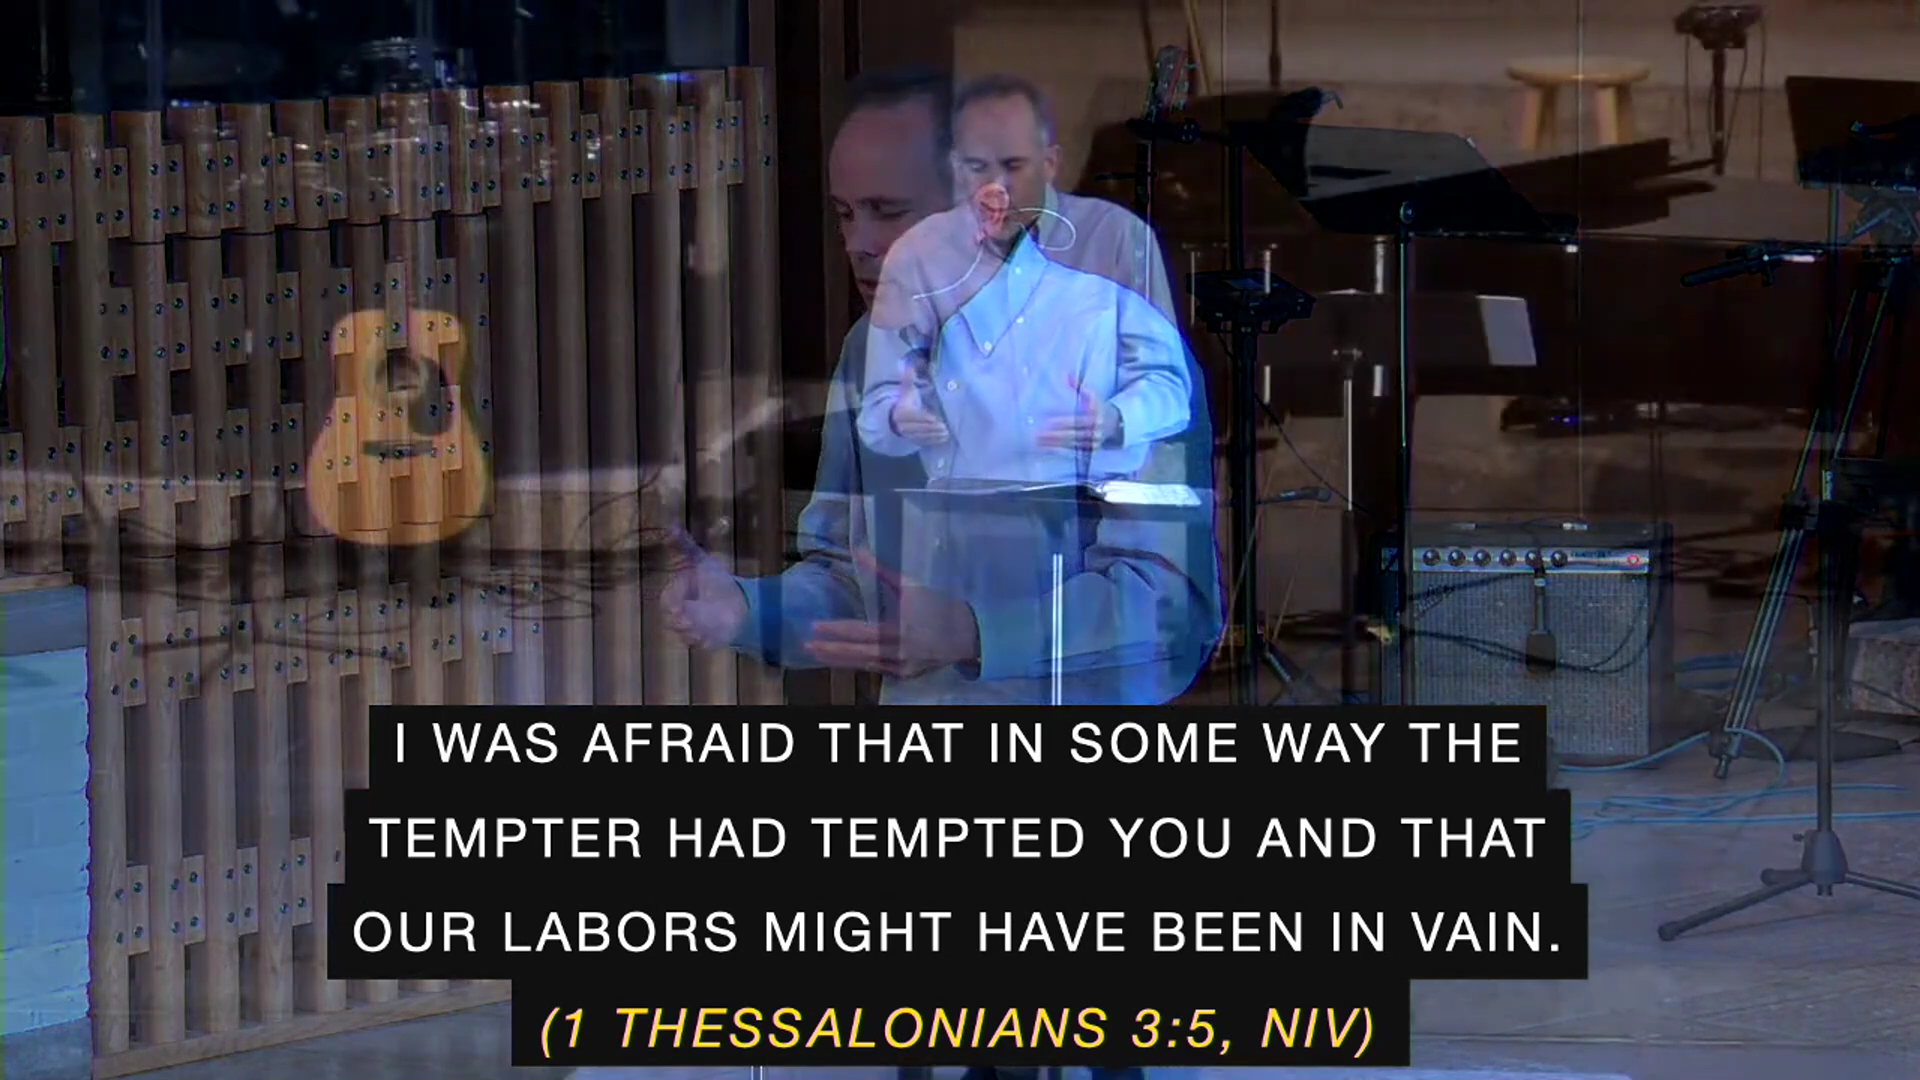 I WAS AFRAID THAT IN SOME WAY THE
TEMPTER HAD TEMPTED YOU AND THAT
OUR LABORS MIGHT HAVE BEEN IN VAIN.
(1 THESSALONIANS 3:5, NIV)